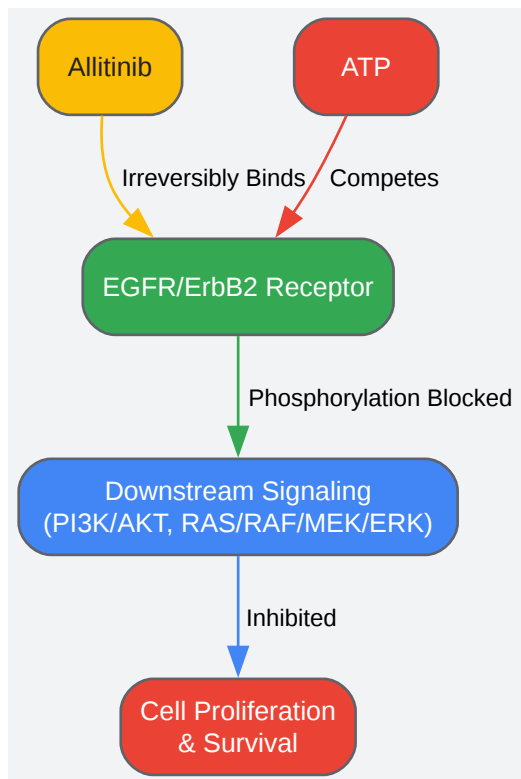 Allitinib
ATP
Irreversibly Binds
Competes
EGFR/ErbB2 Receptor
Phosphorylation Blocked
Downstream Signaling
(PI3K/AKT, RAS/RAF/MEK/ERK)
Inhibited
Cell Proliferation
& Survival